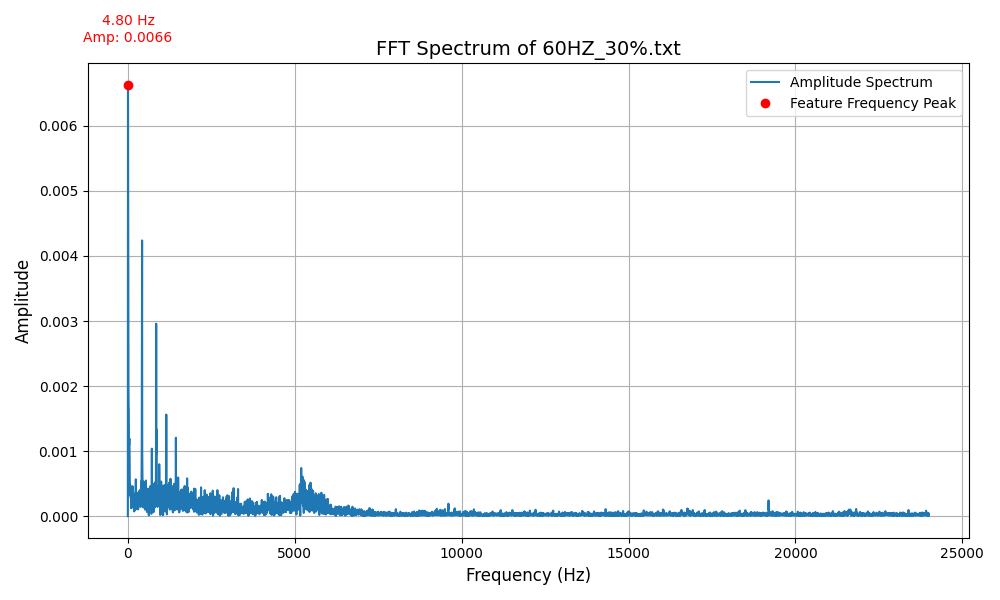 4.80 Hz
Amp: 0.0066
FFT Spectrum of 60HZ_30%.txt
Amplitude Spectrum
Feature Frequency Peak
Amplitude
0.006
0.005
0.004
0.003
0.002
0.001
0.000
0
5000
10000
15000
20000
25000
Frequency (Hz)